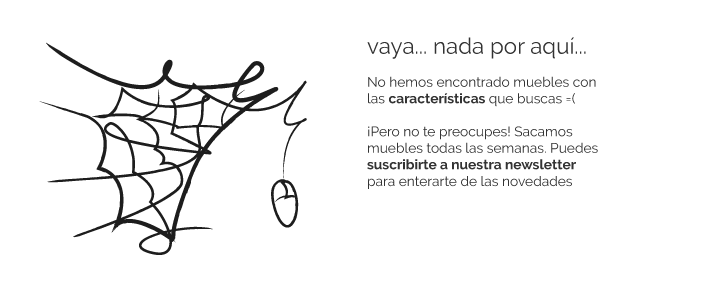 vaya... nada por aquí...
No hemos encontrado muebles con
las características que buscas =(
¡Pero no te preocupes! Sacamos
muebles todas las semanas. Puedes
suscribirte a nuestra newsletter
para enterarte de las novedades